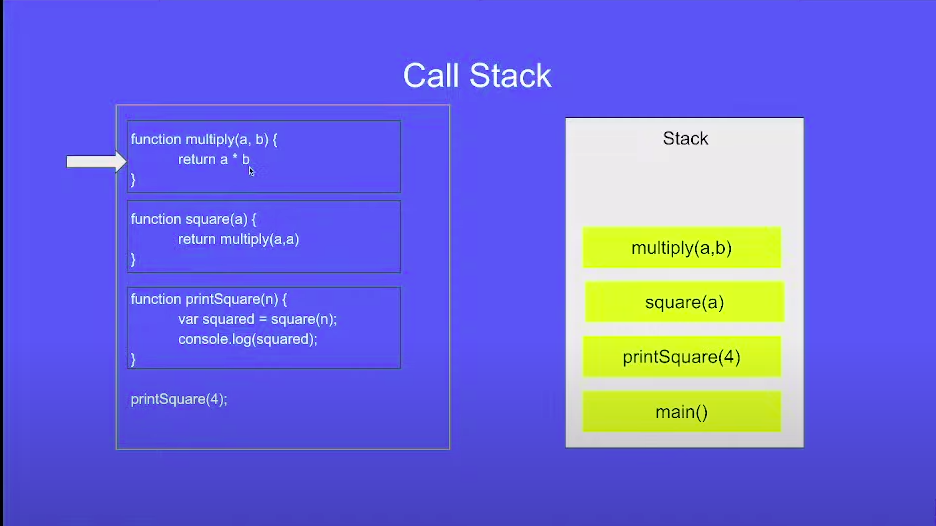 Call Stack
function multiply(a, b) {
return a * b
}
function square(a) {
return multiply(a,a)
}
function printSquare(n) {
var squared = square(n);
console.log(squared);
}
printSquare(4);
Stack
multiply(a,b)
square(a)
printSquare(4)
main()